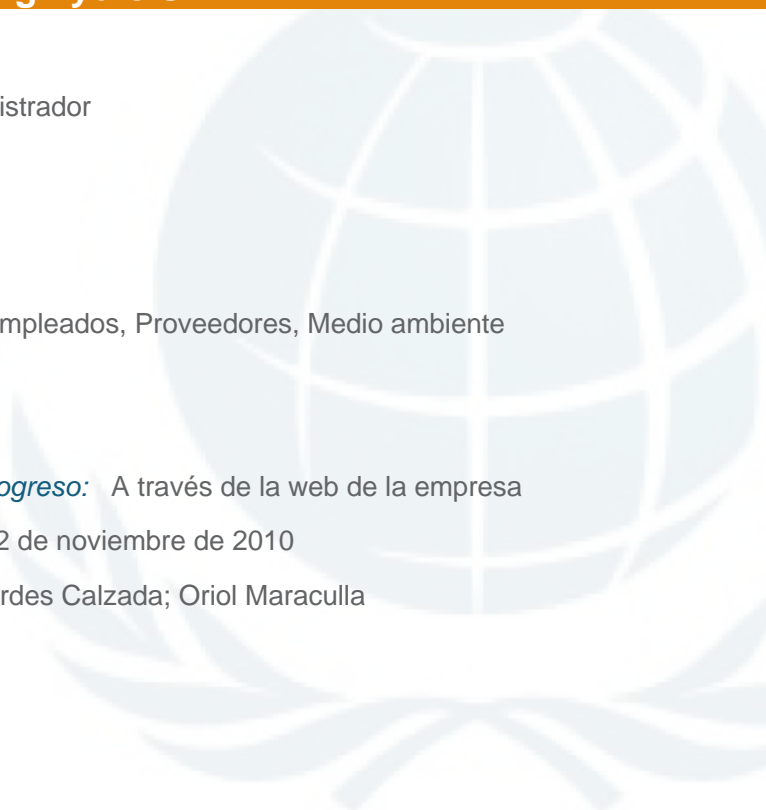 istrador
mpleados, Proveedores, Medio ambiente
ogreso: A través de la web de la empresa
2 de noviembre de 2010
rdes Calzada; Oriol Maraculla